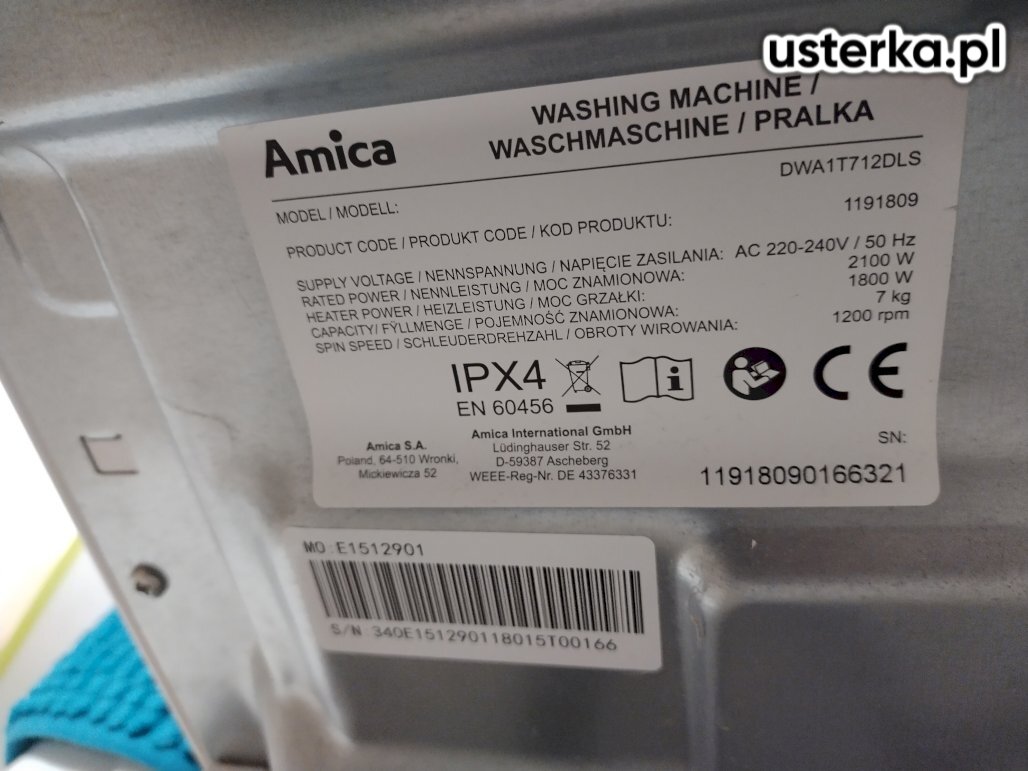 usterka.pl
Amica
WASHING MACHINE /
WASCHMASCHINE / PRALKA
MODEL / MODELL: DWA1T712DLS
PRODUCT CODE / PRODUKT CODE / KOD PRODUKTU: 1191809
SUPPLY VOLTAGE / NENNSPANNUNG / NAPIĘCIE ZASILANIA: AC 220-240V / 50 Hz
RATED POWER / NENNLEISTUNG / MOC ZNAMIONOWA: 2100 W
HEATER POWER / HEIZLEISTUNG / MOC GRZAŁKI: 1800 W
CAPACITY/ FÝLLMENGE / POJEMNOŚĆ ZNAMIONOWA: 7 kg
SPIN SPEED / SCHLEUDERDREHZAHL / OBROTY WIROWANIA: 1200 rpm
IPX4
EN 60456
i
CE
Amica S.A.
Poland, 64-510 Wronki,
Mickiewicza 52
Amica International GmbH
Lüdinghauser Str. 52
D-59387 Ascheberg
WEEE-Reg-Nr. DE 43376331
SN:
11918090166321
MO:E1512901
S/N 340E151290118015T00166